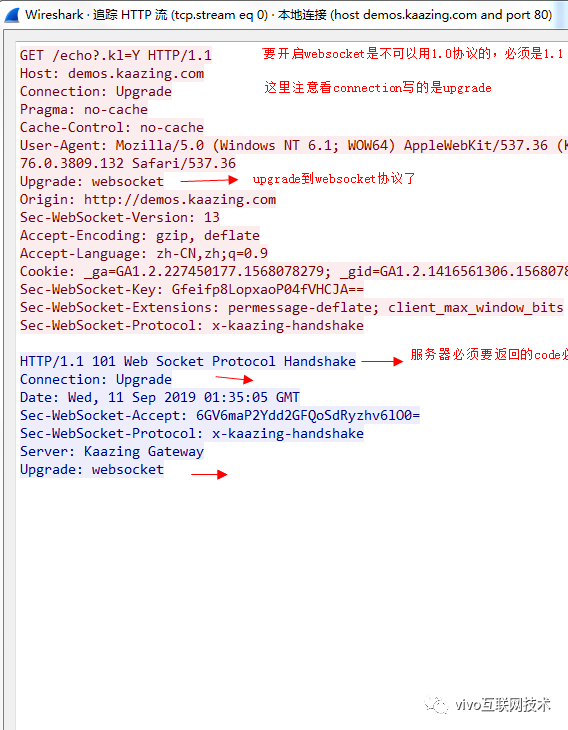 Wireshark · 追踪 HTTP 流 (tcp.stream eq 0) · 本地连接 (host demos.kaazing.com and port 80)
GET /echo?.kl=Y HTTP/1.1 要开启websocket是不可以用1.0协议的，必须是1.1
Host: demos.kaazing.com
Connection: Upgrade 这里注意看connection写的是upgrade
Pragma: no-cache
Cache-Control: no-cache
User-Agent: Mozilla/5.0 (Windows NT 6.1; WOW64) AppleWebKit/537.36 (K
76.0.3809.132 Safari/537.36
Upgrade: websocket upgrade到websocket协议了
Origin: http://demos.kaazing.com
Sec-WebSocket-Version: 13
Accept-Encoding: gzip, deflate
Accept-Language: zh-CN,zh;q=0.9
Cookie: _ga=GA1.2.227450177.1568078279; _gid=GA1.2.1416561306.156807
Sec-WebSocket-Key: Gfeifp8LopxaoP04fVHCJA==
Sec-WebSocket-Extensions: permessage-deflate; client_max_window_bits
Sec-WebSocket-Protocol: x-kaazing-handshake
HTTP/1.1 101 Web Socket Protocol Handshake 服务器必须要返回的code必
Connection: Upgrade
Date: Wed, 11 Sep 2019 01:35:05 GMT
Sec-WebSocket-Accept: 6GV6maP2Ydd2GFQoSdRyzhv6lO0=
Sec-WebSocket-Protocol: x-kaazing-handshake
Server: Kaazing Gateway
Upgrade: websocket
vivo互联网技术